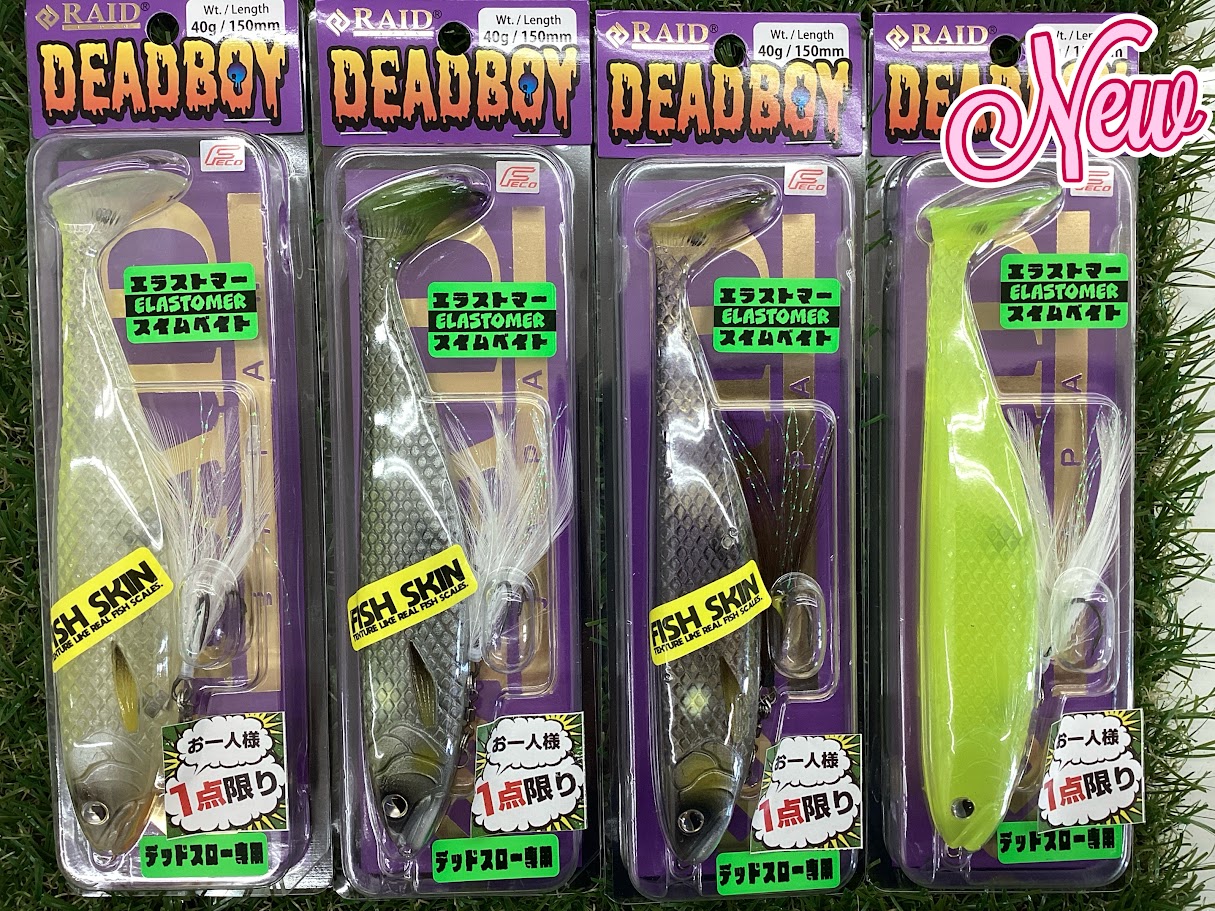 RAID®
Wt. / Length
40g / 150mm
DEADBOY
FECO
エラストマー
ELASTOMER
スイムベイト
FISH SKIN
TEXTURE LIKE REAL FISH SCALES.
お一人様
1点限り
デッドスロー専用
RAID®
Wt. / Length
40g / 150mm
DEADBOY
FECO
エラストマー
ELASTOMER
スイムベイト
FISH SKIN
TEXTURE LIKE REAL FISH SCALES.
お一人様
1点限り
デッドスロー専用
RAID®
Wt. / Length
40g / 150mm
DEADBOY
FECO
エラストマー
ELASTOMER
スイムベイト
FISH SKIN
TEXTURE LIKE REAL FISH SCALES.
お一人様
1点限り
デッドスロー専用
RAID®
New
エラストマー
ELASTOMER
スイムベイト
お一人様
1点限り
デッドスロー専用